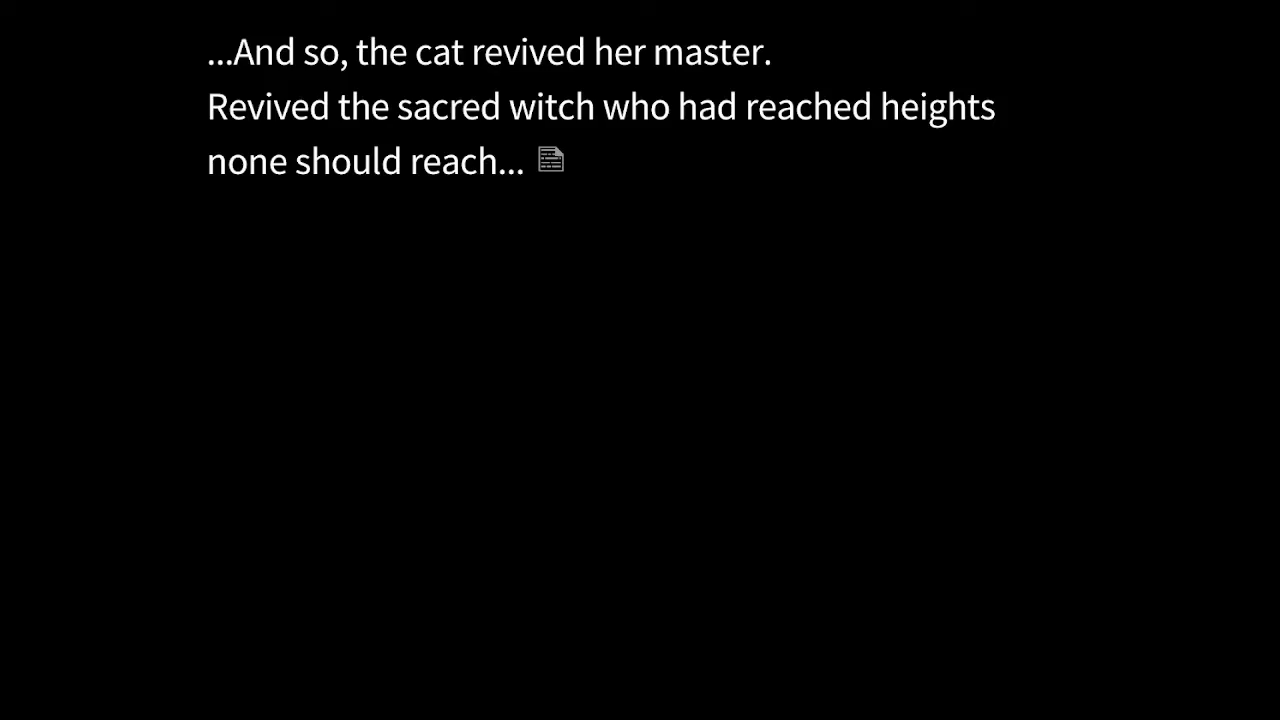 ...And so, the cat revived her master.
Revived the sacred witch who had reached heights
none should reach...